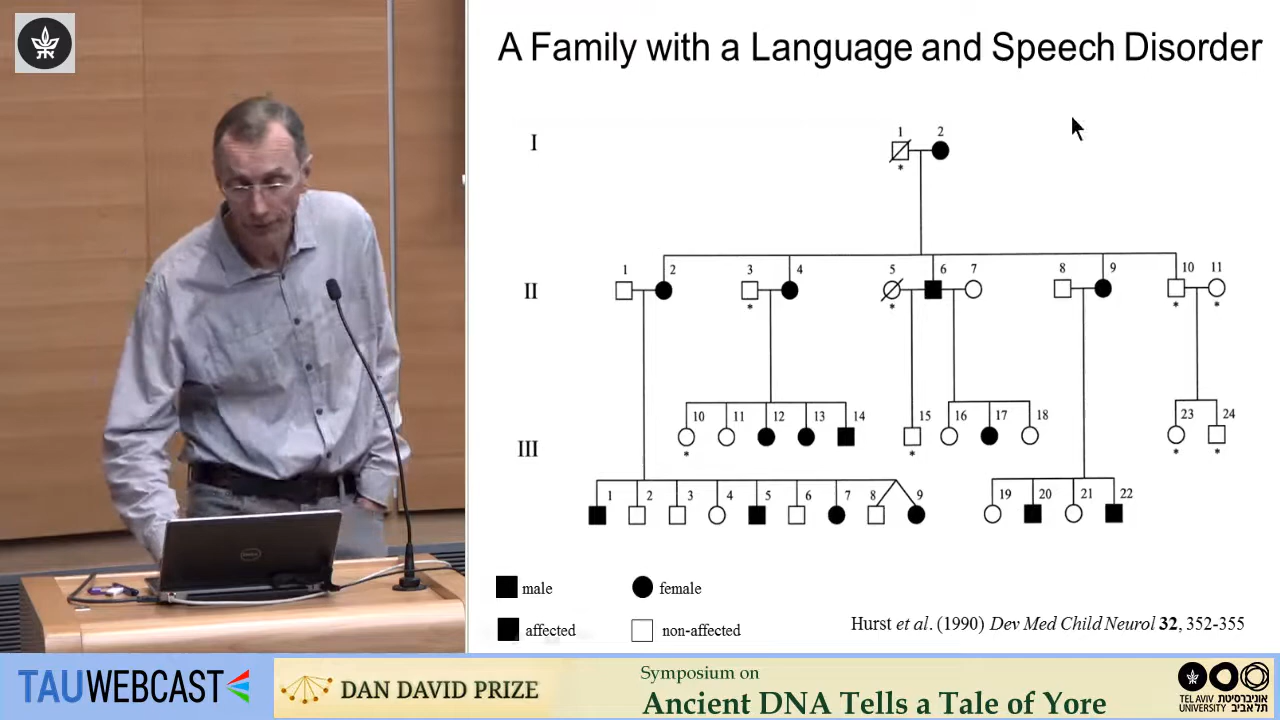 A Family with a Language and Speech Disorder
I
1 2
*
1 2 3 4 5 6 7 8 9 10 11
II
* * * *
10 11 12 13 14 15 16 17 18 23 24
* * * *
III
1 2 3 4 5 6 7 8 9 19 20 21 22
male female
affected non-affected
Hurst et al. (1990) Dev Med Child Neurol 32, 352-355
DELL
TAUWEBCAST
DAN DAVID PRIZE
Symposium on
Ancient DNA Tells a Tale of Yore
TEL AVIV אוניברסיטת
UNIVERSITY תל אביב